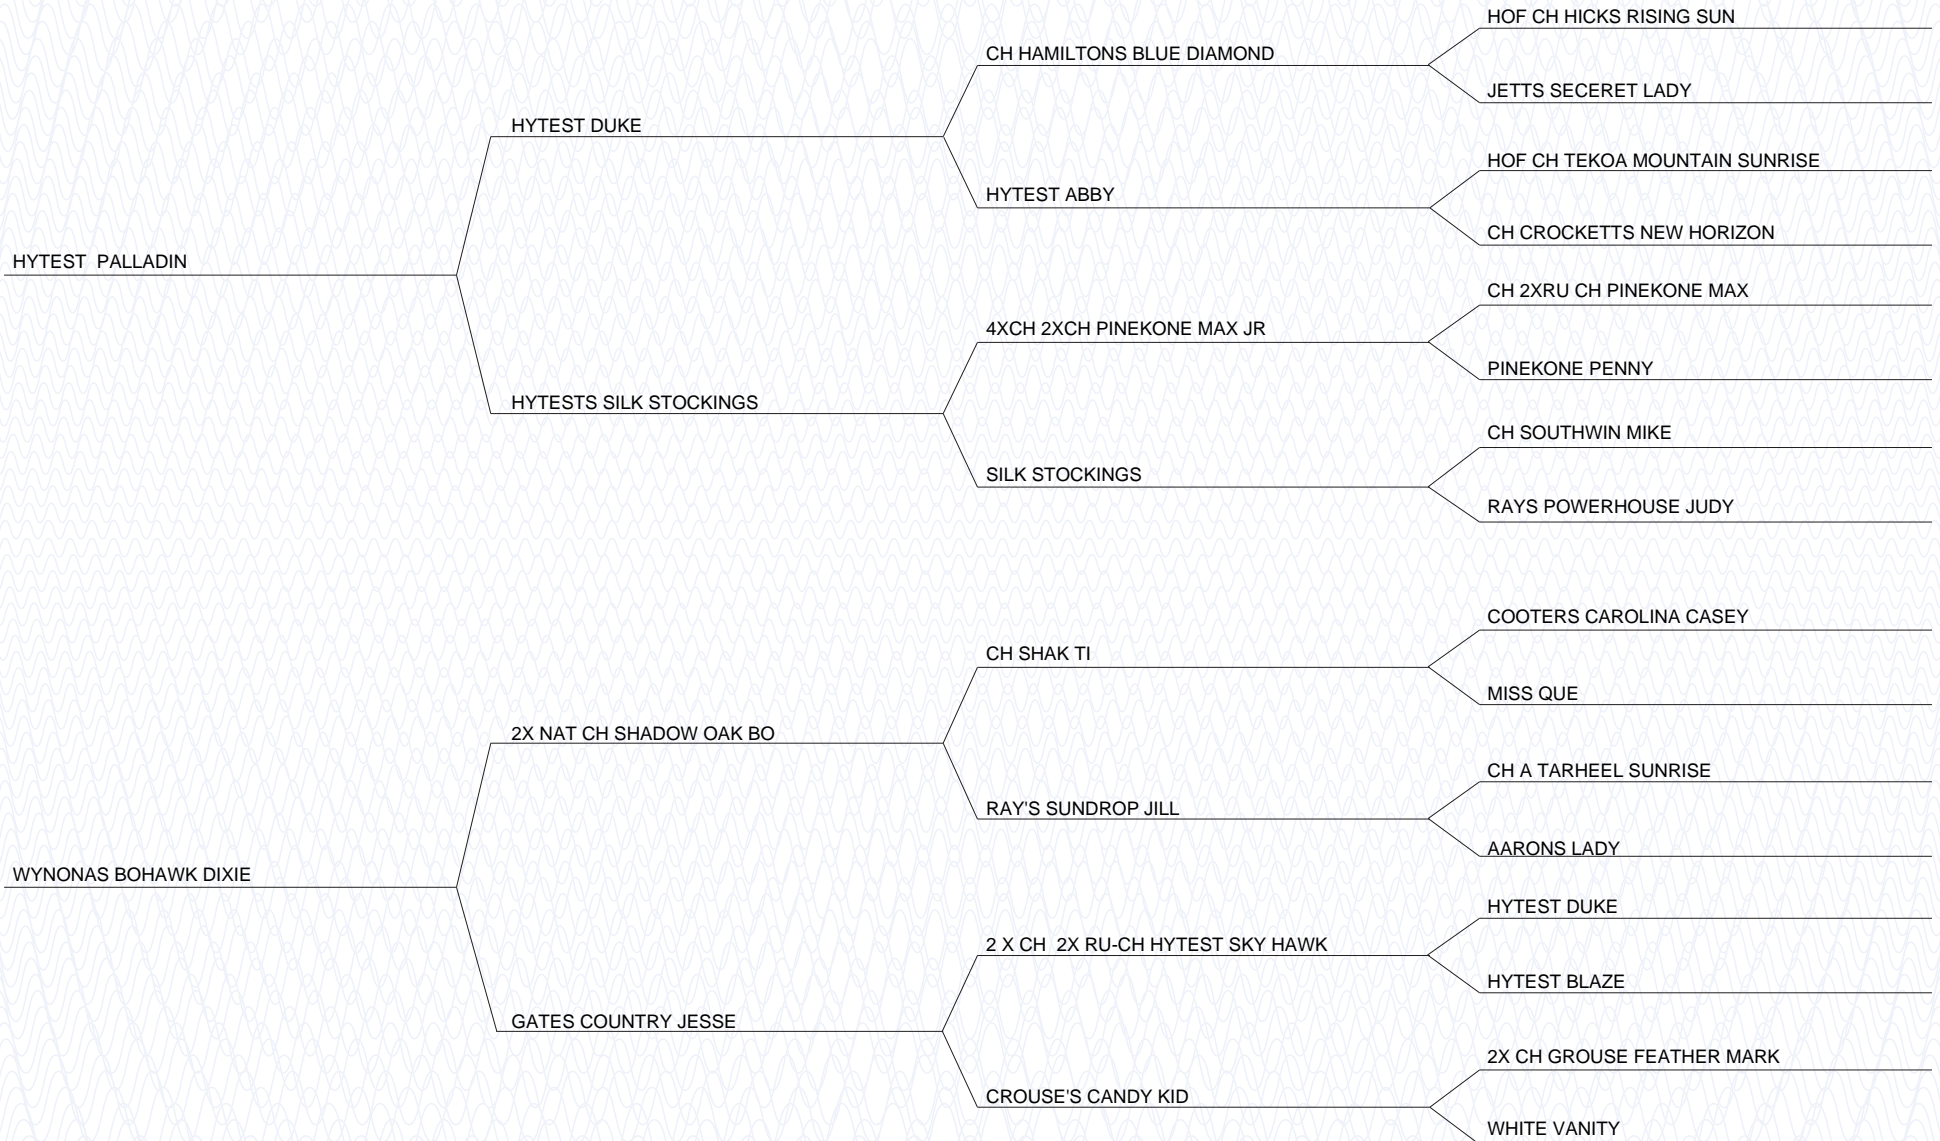 HOF CH HICKS RISING SUN
CH HAMILTONS BLUE DIAMOND
JETTS SECERET LADY
HYTEST DUKE
HOF CH TEKOA MOUNTAIN SUNRISE
HYTEST ABBY
CH CROCKETTS NEW HORIZON
HYTEST  PALLADIN
CH 2XRU CH PINEKONE MAX
4XCH 2XCH PINEKONE MAX JR
PINEKONE PENNY
HYTESTS SILK STOCKINGS
CH SOUTHWIN MIKE
SILK STOCKINGS
RAYS POWERHOUSE JUDY
COOTERS CAROLINA CASEY
CH SHAK TI
MISS QUE
2X NAT CH SHADOW OAK BO
CH A TARHEEL SUNRISE
RAY'S SUNDROP JILL
AARONS LADY
WYNONAS BOHAWK DIXIE
HYTEST DUKE
2 X CH  2X RU-CH HYTEST SKY HAWK
HYTEST BLAZE
GATES COUNTRY JESSE
2X CH GROUSE FEATHER MARK
CROUSE'S CANDY KID
WHITE VANITY